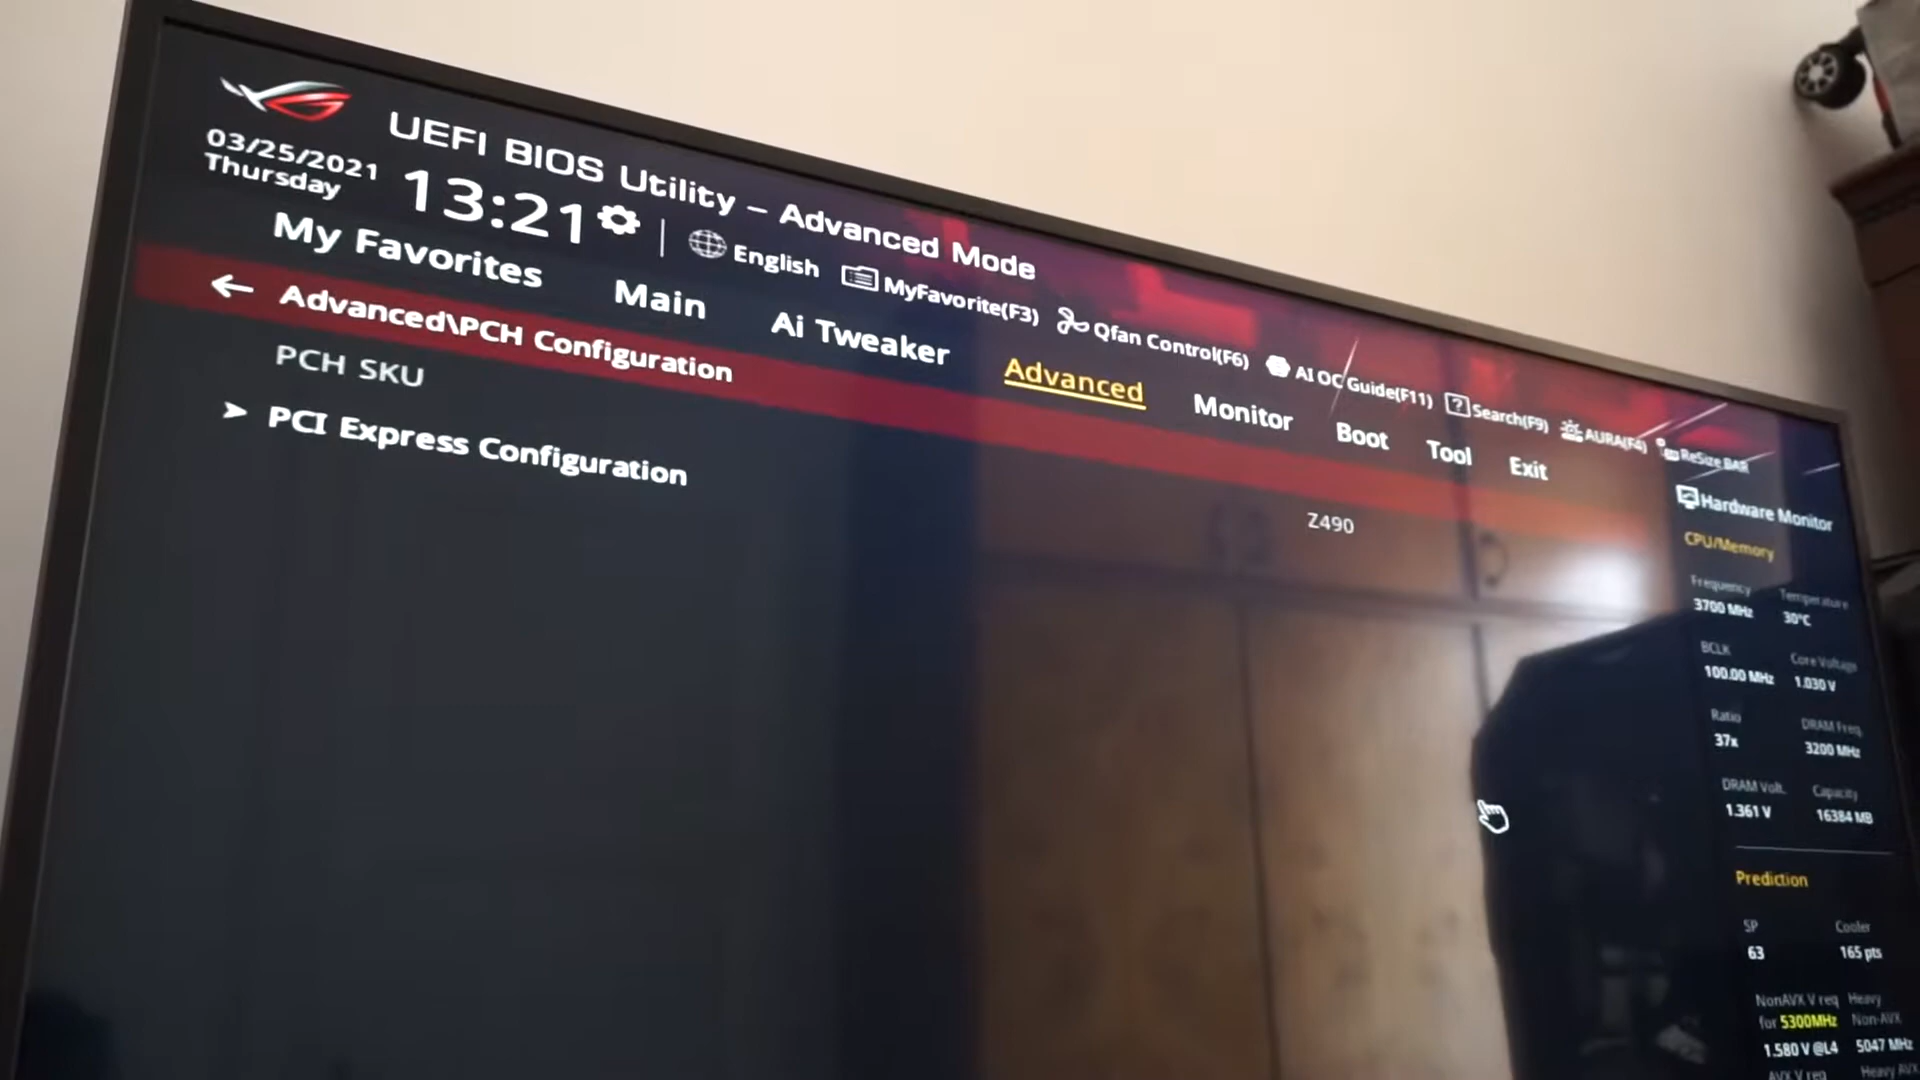 UEFI BIOS Utility – Advanced Mode
03/25/2021
Thursday
13:21
English
MyFavorite(F3)
Qfan Control(F6)
AI OC Guide(F11)
Search(F9)
AURA(F4)
ReSize BAR
My Favorites
Main
Ai Tweaker
Advanced
Monitor
Boot
Tool
Exit
Advanced\PCH Configuration
PCH SKU
Z490
PCI Express Configuration
Hardware Monitor
CPU/Memory
Frequency Temperature
3700 MHz 30°C
BCLK Core Voltage
100.00 MHz 1.030 V
Ratio DRAM Freq.
37x 3200 MHz
DRAM Volt. Capacity
1.361 V 16384 MB
Prediction
SP Cooler
63 165 pts
NonAVX V req Heavy
for 5300MHz Non-AVX
1.580 V @L4 5047 MHz
AVX V req Heavy AVX